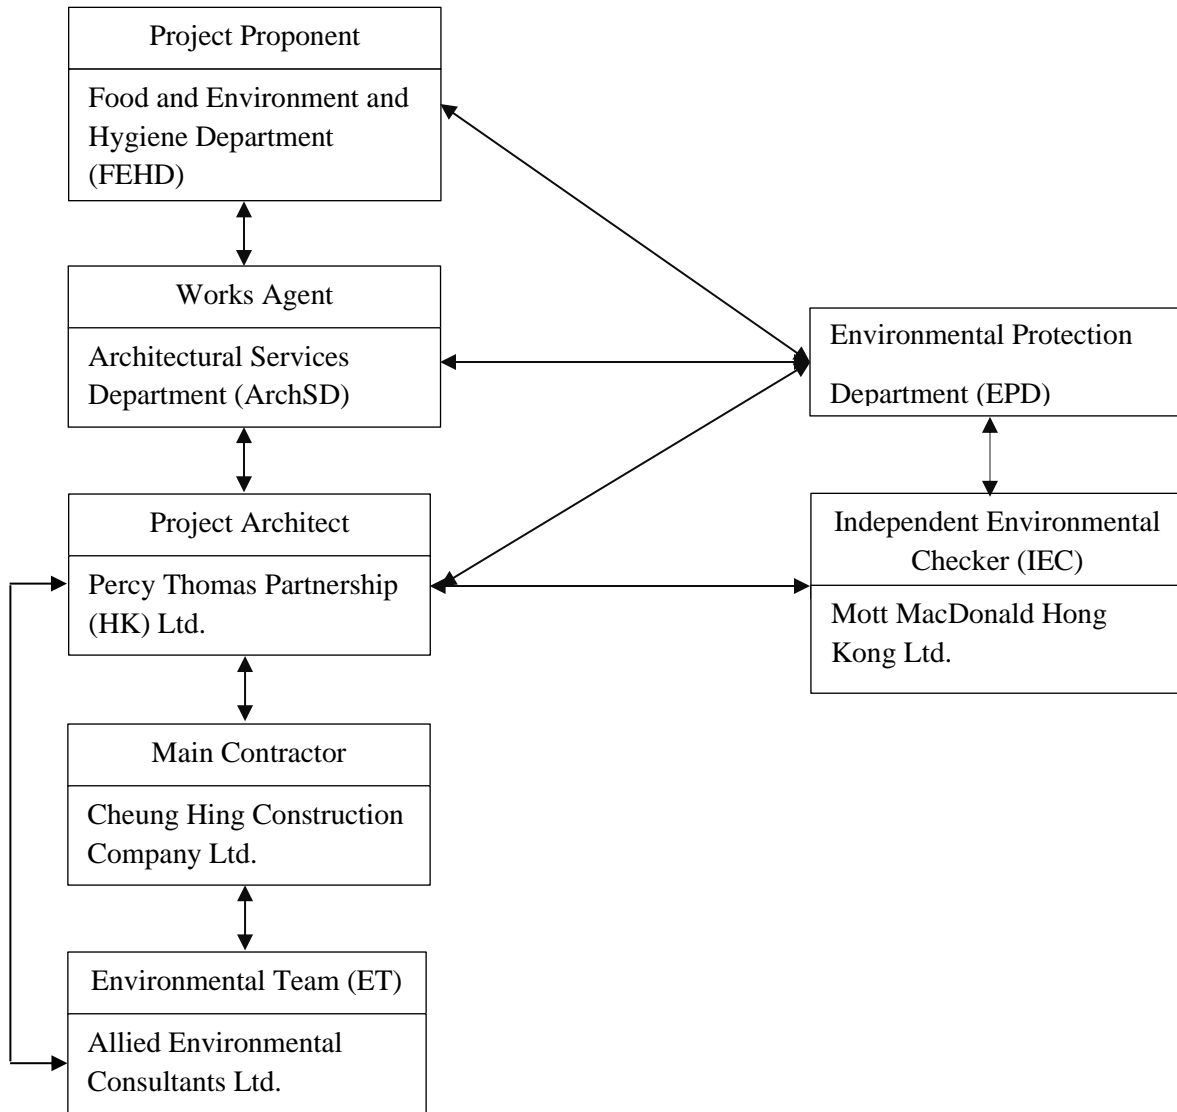 Project Proponent
Food and Environment and
Hygiene Department
(FEHD)
Works Agent
Architectural Services
Department (ArchSD)
Environmental Protection
Department (EPD)
Project Architect
Percy Thomas Partnership
(HK) Ltd.
Independent Environmental
Checker (IEC)
Mott MacDonald Hong
Kong Ltd.
Main Contractor
Cheung Hing Construction
Company Ltd.
Environmental Team (ET)
Allied Environmental
Consultants Ltd.